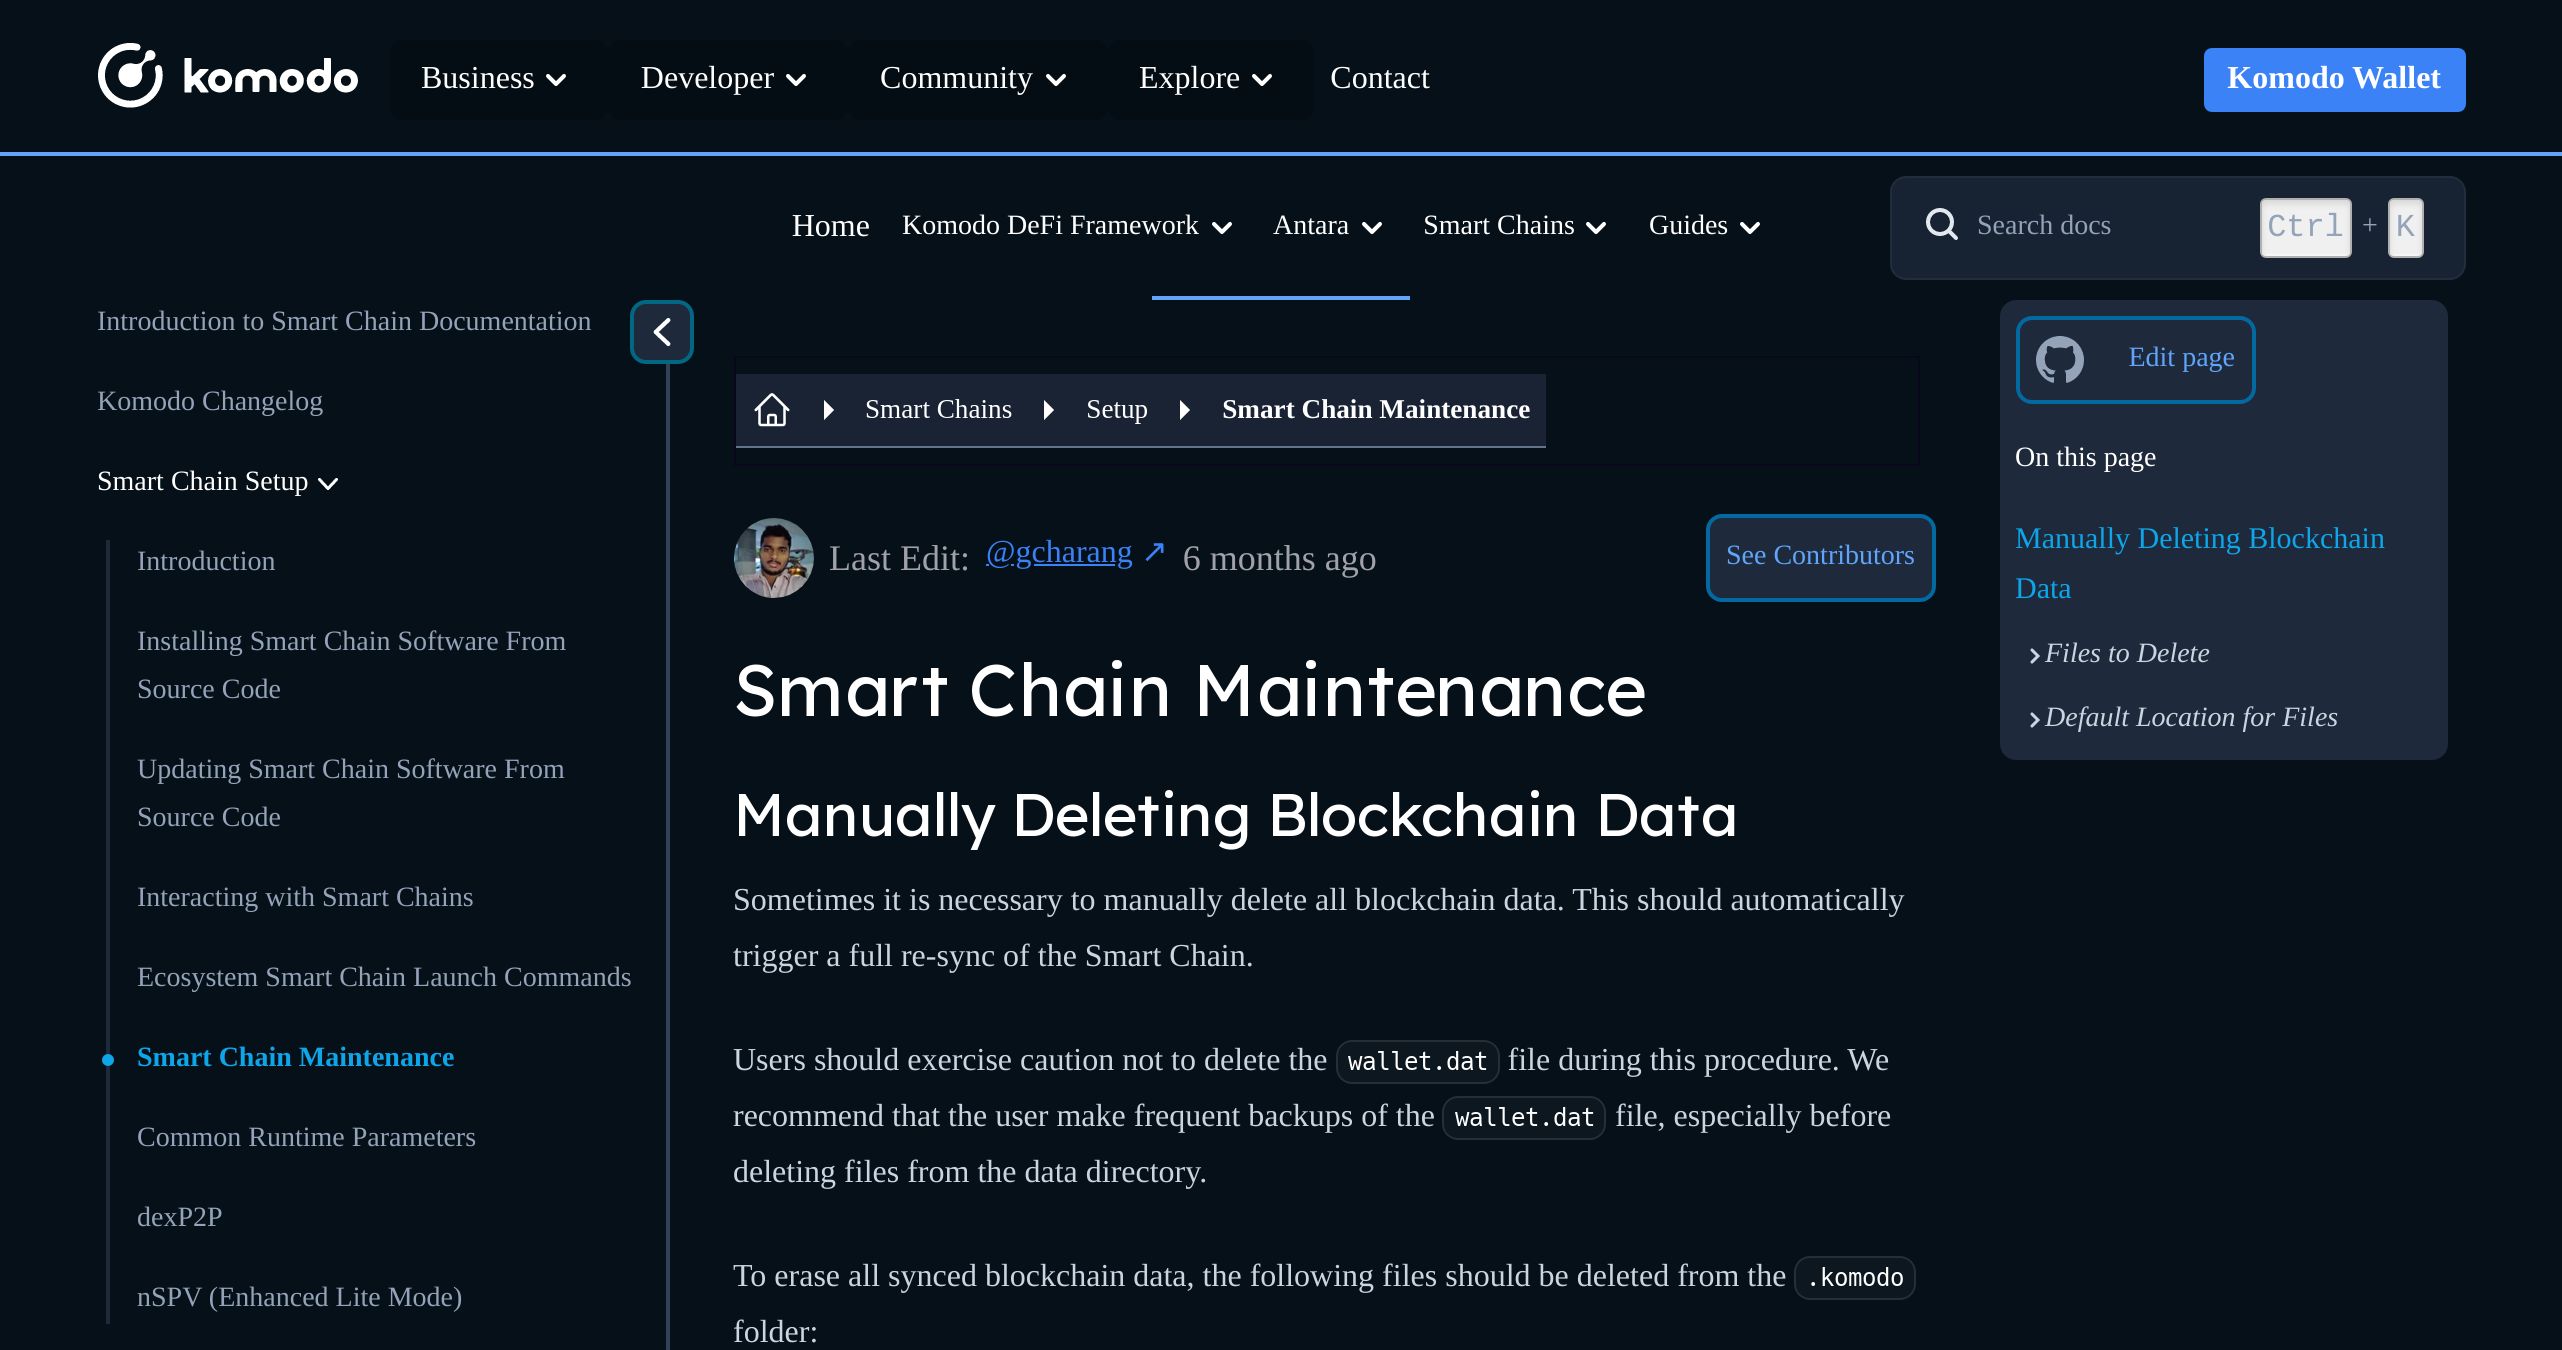 komodo Business Developer Community Explore Contact Komodo Wallet
Home Komodo DeFi Framework Antara Smart Chains Guides Search docs Ctrl + K
Introduction to Smart Chain Documentation
Komodo Changelog
Smart Chain Setup
Introduction
Installing Smart Chain Software From
Source Code
Updating Smart Chain Software From
Source Code
Interacting with Smart Chains
Ecosystem Smart Chain Launch Commands
Smart Chain Maintenance
Common Runtime Parameters
dexP2P
nSPV (Enhanced Lite Mode)
Smart Chains Setup Smart Chain Maintenance
Last Edit: @gcharang ↗ 6 months ago See Contributors
Smart Chain Maintenance
Manually Deleting Blockchain Data
Sometimes it is necessary to manually delete all blockchain data. This should automatically
trigger a full re-sync of the Smart Chain.
Users should exercise caution not to delete the wallet.dat file during this procedure. We
recommend that the user make frequent backups of the wallet.dat file, especially before
deleting files from the data directory.
To erase all synced blockchain data, the following files should be deleted from the .komodo
folder:
Edit page
On this page
Manually Deleting Blockchain
Data
Files to Delete
Default Location for Files